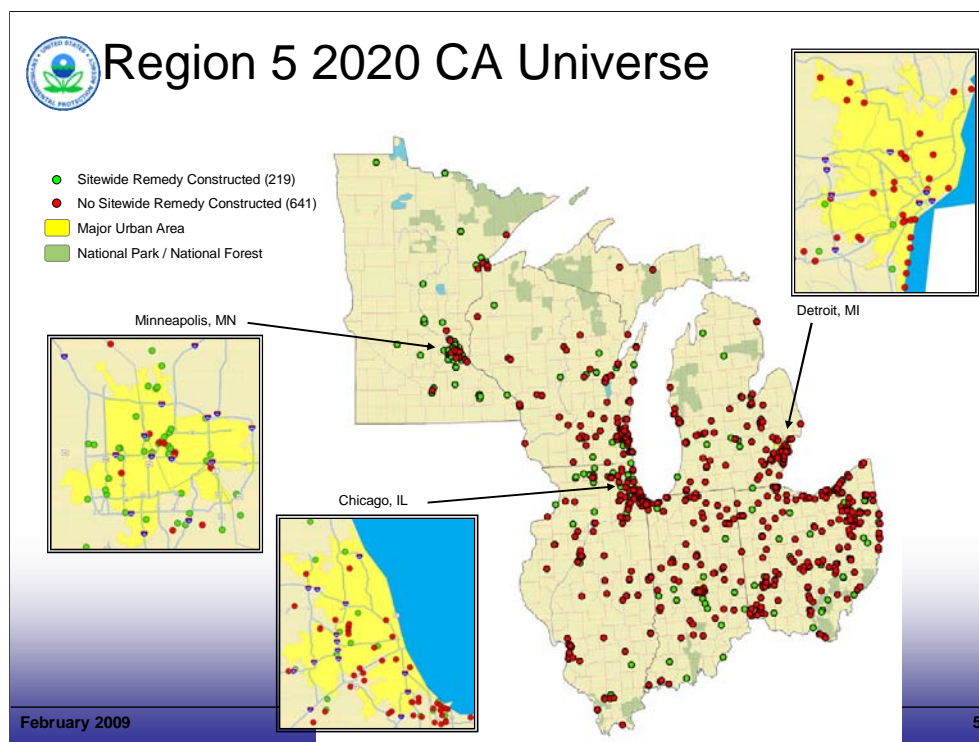 Region 5 2020 CA Universe
Sitewide Remedy Constructed (219)
No Sitewide Remedy Constructed (641)
Major Urban Area
National Park / National Forest
Detroit, MI
Minneapolis, MN
Chicago, IL
February 2009
5